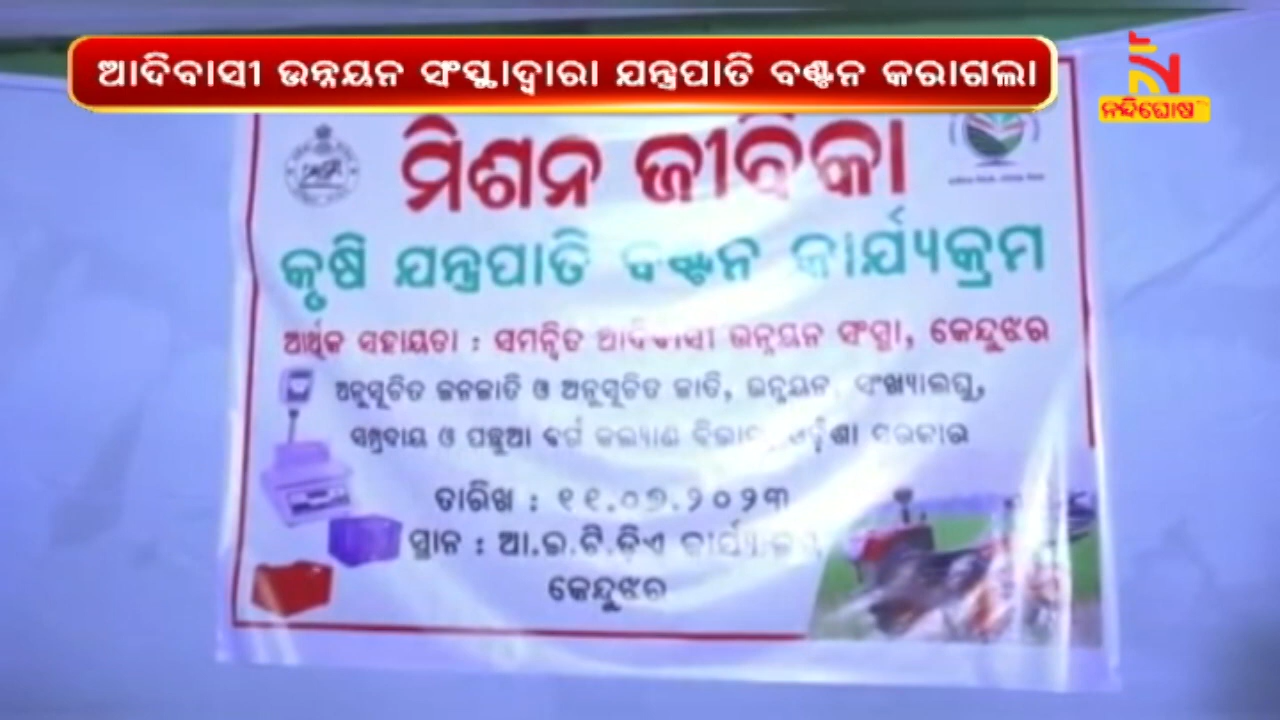 ଆଦିବାସୀ ଉନ୍ନୟନ ସଂସ୍ଥାଦ୍ୱାରା ଯନ୍ତ୍ରପାତି ବଣ୍ଟନ କରାଗଲା
ନନ୍ଦିଘୋଷ
ମିଶନ ଜୀବିକା
କୃଷି ଯନ୍ତ୍ରପାତି ବଣ୍ଟନ କାର୍ଯ୍ୟକ୍ରମ
ଆର୍ଥିକ ସହାୟତା : ସମନ୍ୱିତ ଆଦିବାସୀ ଉନ୍ନୟନ ସଂସ୍ଥା, କେନ୍ଦୁଝର
ଅନୁସୂଚିତ ଜନଜାତି ଓ ଅନୁସୂଚିତ ଜାତି, ଉନ୍ନୟନ, ସଂଖ୍ୟାଲଘୁ,
ସମ୍ପ୍ରଦାୟ ଓ ପଛୁଆ ବର୍ଗ କଲ୍ୟାଣ ବିଭାଗ, ଓଡ଼ିଶା ସରକାର
ତାରିଖ : ୧୧.୦୭.୨୦୨୩
ସ୍ଥାନ : ଆ.ଇ.ଟି.ଡ଼ିଏ
କେନ୍ଦୁଝର